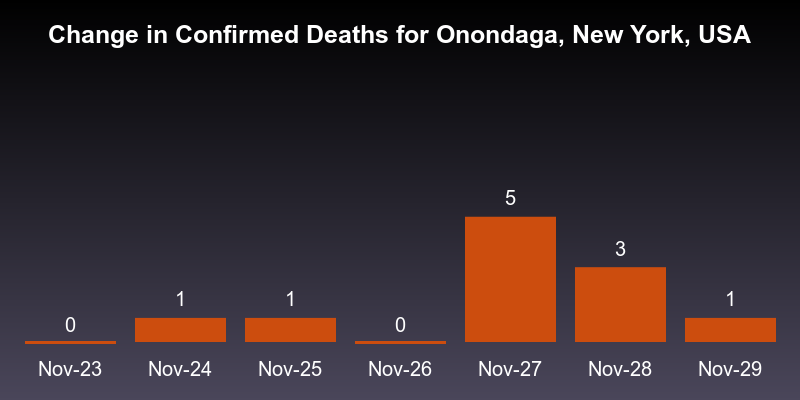 Change in Confirmed Deaths for Onondaga, New York, USA
5
3
1
1
1
0
0
Nov-23
Nov-24
Nov-25
Nov-26
Nov-27
Nov-28
Nov-29